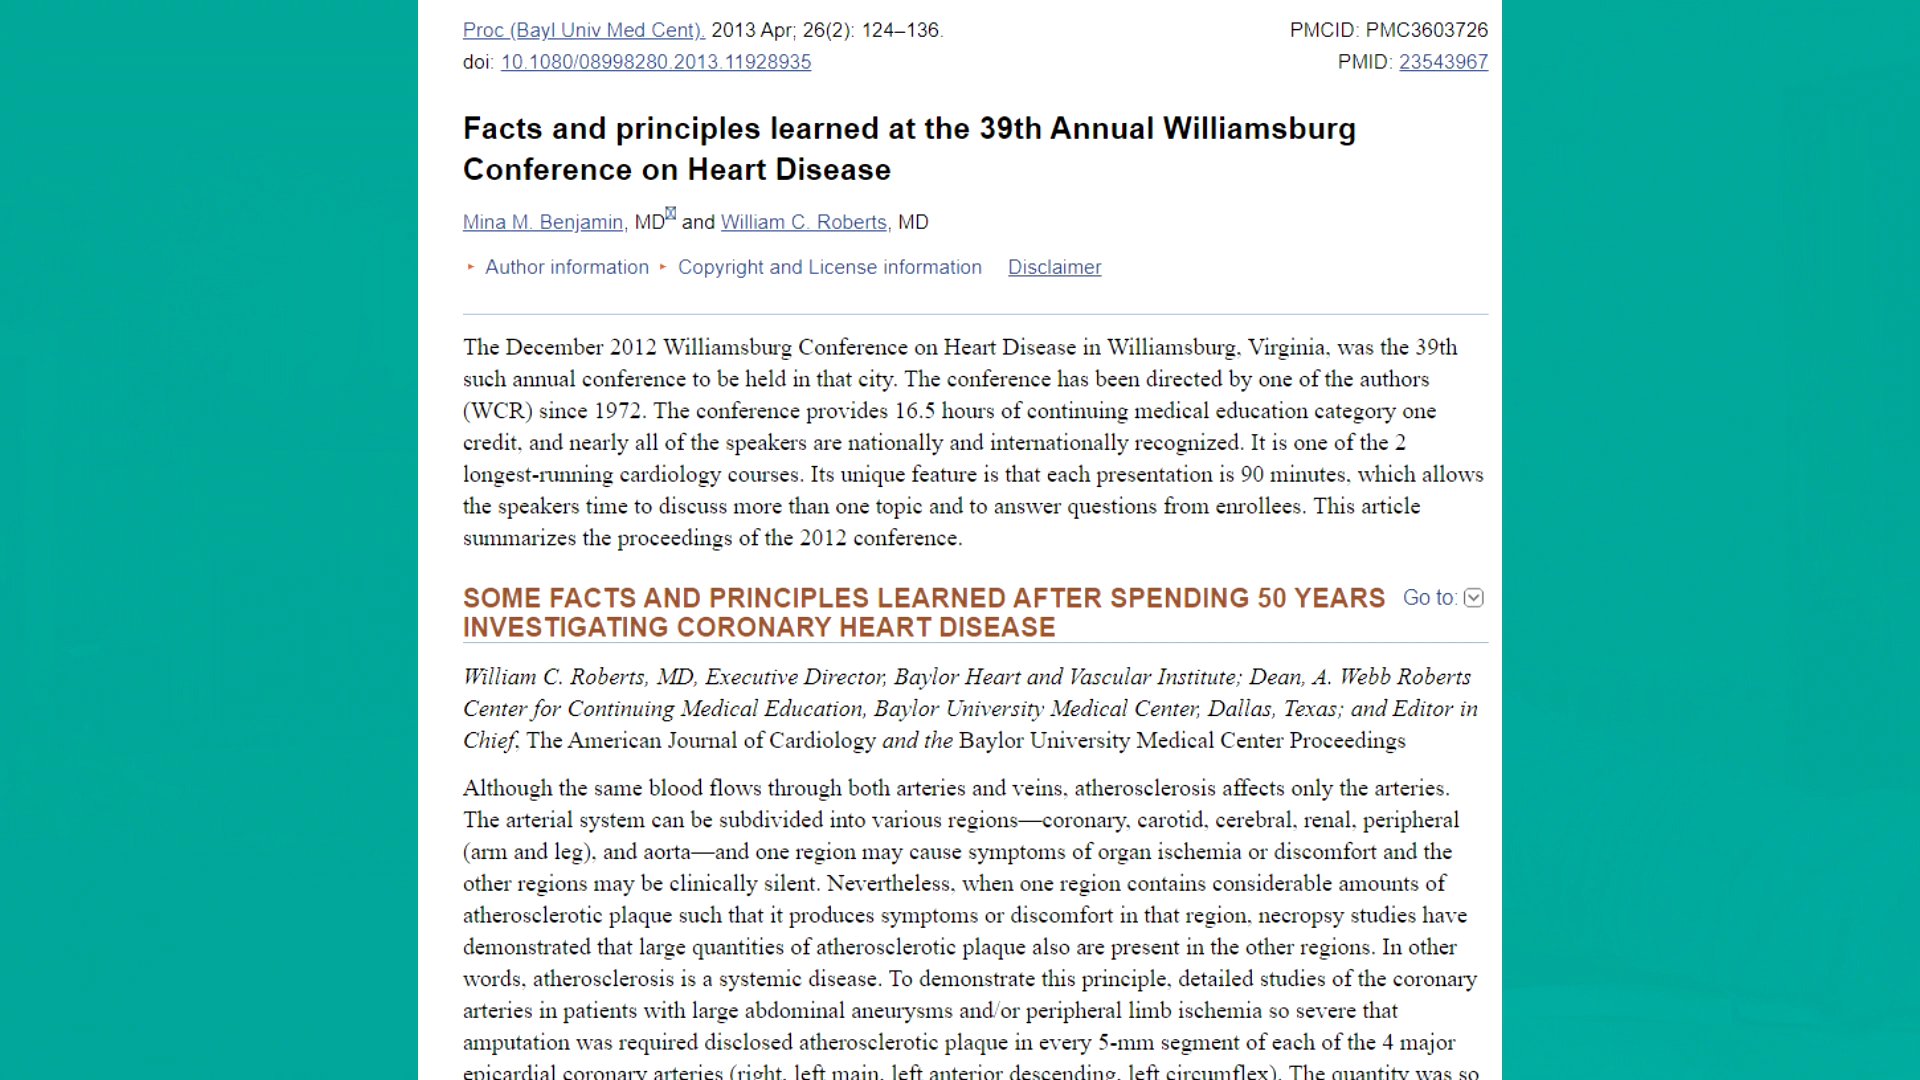 Proc (Bayl Univ Med Cent). 2013 Apr; 26(2): 124–136.
doi: 10.1080/08998280.2013.11928935
PMCID: PMC3603726
PMID: 23543967
Facts and principles learned at the 39th Annual Williamsburg
Conference on Heart Disease
Mina M. Benjamin, MD and William C. Roberts, MD
Author information Copyright and License information Disclaimer
The December 2012 Williamsburg Conference on Heart Disease in Williamsburg, Virginia, was the 39th
such annual conference to be held in that city. The conference has been directed by one of the authors
(WCR) since 1972. The conference provides 16.5 hours of continuing medical education category one
credit, and nearly all of the speakers are nationally and internationally recognized. It is one of the 2
longest-running cardiology courses. Its unique feature is that each presentation is 90 minutes, which allows
the speakers time to discuss more than one topic and to answer questions from enrollees. This article
summarizes the proceedings of the 2012 conference.
SOME FACTS AND PRINCIPLES LEARNED AFTER SPENDING 50 YEARS
INVESTIGATING CORONARY HEART DISEASE
Go to:
William C. Roberts, MD, Executive Director, Baylor Heart and Vascular Institute; Dean, A. Webb Roberts
Center for Continuing Medical Education, Baylor University Medical Center, Dallas, Texas; and Editor in
Chief, The American Journal of Cardiology and the Baylor University Medical Center Proceedings
Although the same blood flows through both arteries and veins, atherosclerosis affects only the arteries.
The arterial system can be subdivided into various regions—coronary, carotid, cerebral, renal, peripheral
(arm and leg), and aorta—and one region may cause symptoms of organ ischemia or discomfort and the
other regions may be clinically silent. Nevertheless, when one region contains considerable amounts of
atherosclerotic plaque such that it produces symptoms or discomfort in that region, necropsy studies have
demonstrated that large quantities of atherosclerotic plaque also are present in the other regions. In other
words, atherosclerosis is a systemic disease. To demonstrate this principle, detailed studies of the coronary
arteries in patients with large abdominal aneurysms and/or peripheral limb ischemia so severe that
amputation was required disclosed atherosclerotic plaque in every 5-mm segment of each of the 4 major
epicardial coronary arteries (right, left main, left anterior descending, left circumflex). The quantity was so